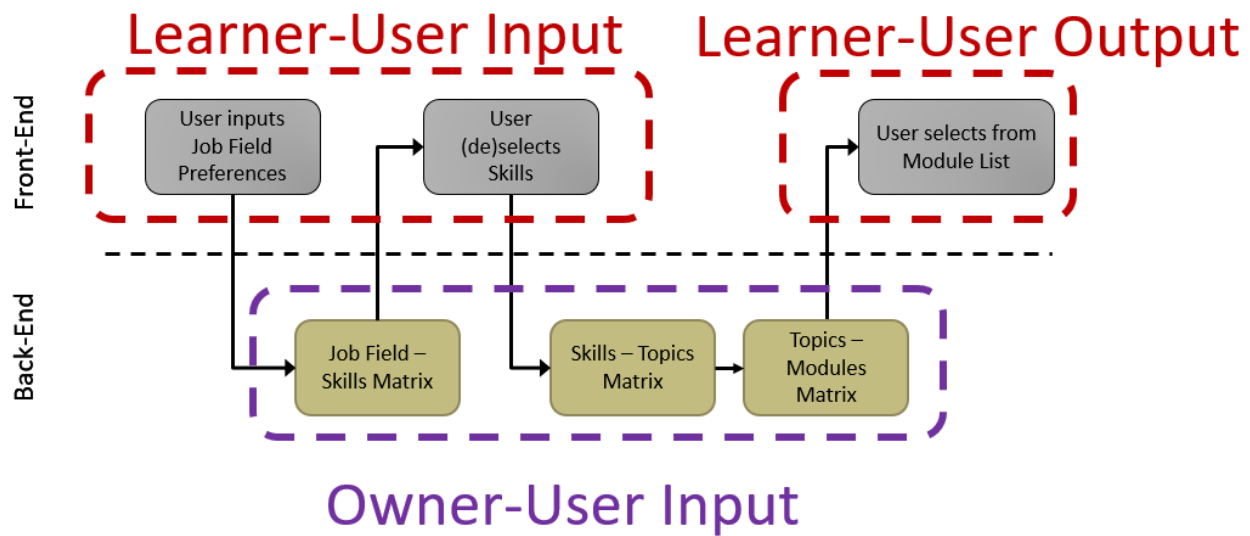 Learner-User Input
Learner-User Output
Front-End
User inputs
Job Field
Preferences
User
(de)selects
Skills
User selects from
Module List
Back-End
Job Field –
Skills Matrix
Skills – Topics
Matrix
Topics –
Modules
Matrix
Owner-User Input